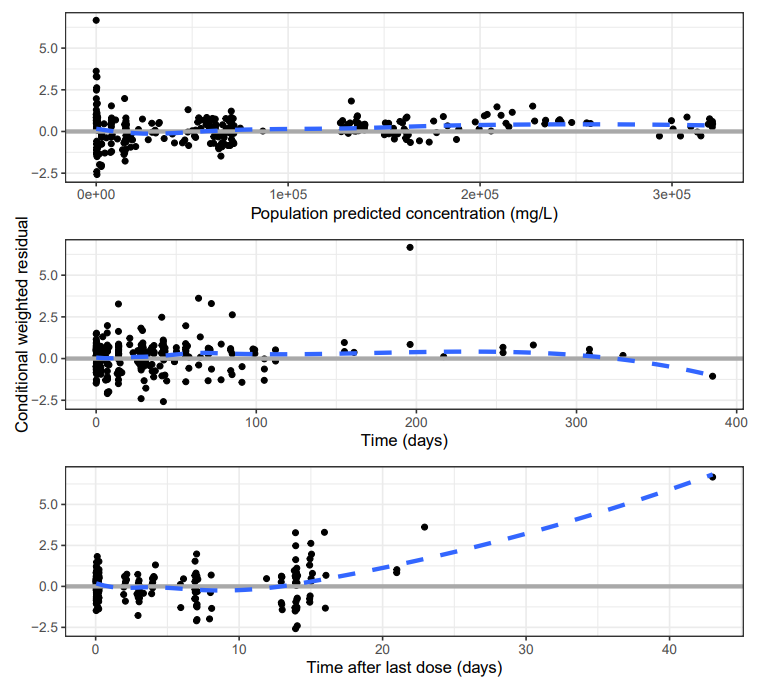 5.0
2.5
0.0
−2.5
0e+00 1e+05 2e+05 3e+05
Population predicted concentration (mg/L)
Conditional weighted residual
5.0
2.5
0.0
−2.5
0 100 200 300 400
Time (days)
5.0
2.5
0.0
−2.5
0 10 20 30 40
Time after last dose (days)